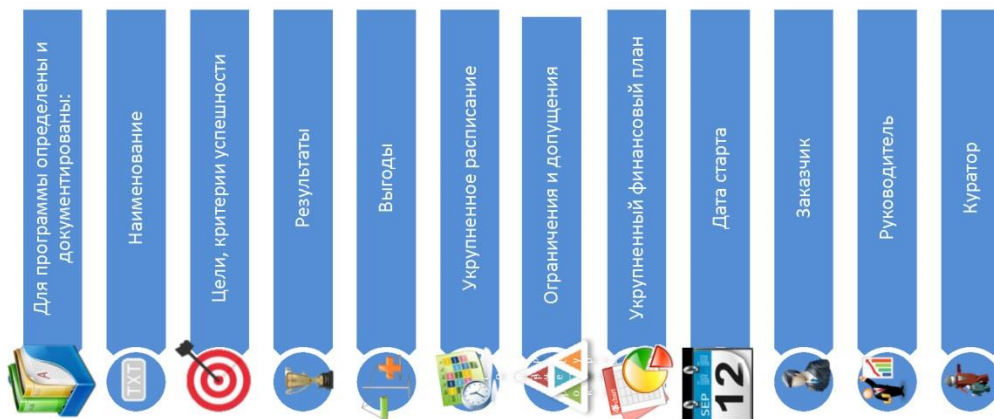 Для программы определены и
документированы:
Наименование
Цели, критерии успешности
Результаты
Выгоды
Укрупненное расписание
Ограничения и допущения
Укрупненный финансовый план
Дата старта
Заказчик
Руководитель
Куратор
A
TXT
SEP
12